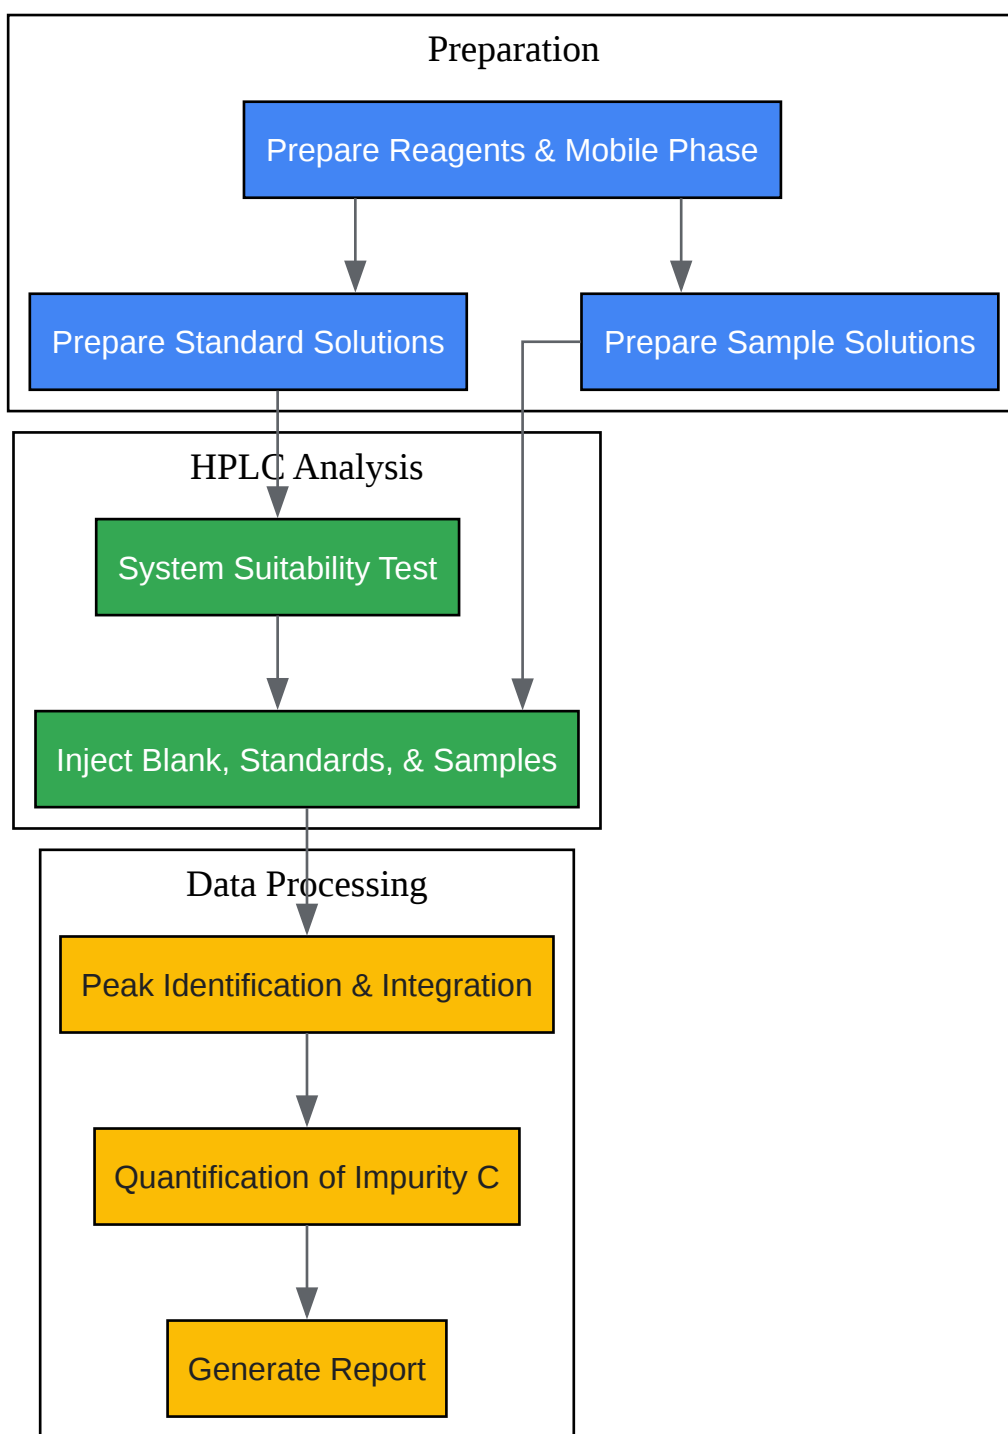 Preparation
Prepare Reagents & Mobile Phase
Prepare Standard Solutions
Prepare Sample Solutions
HPLC Analysis
System Suitability Test
Inject Blank, Standards, & Samples
Data Processing
Peak Identification & Integration
Quantification of Impurity C
Generate Report